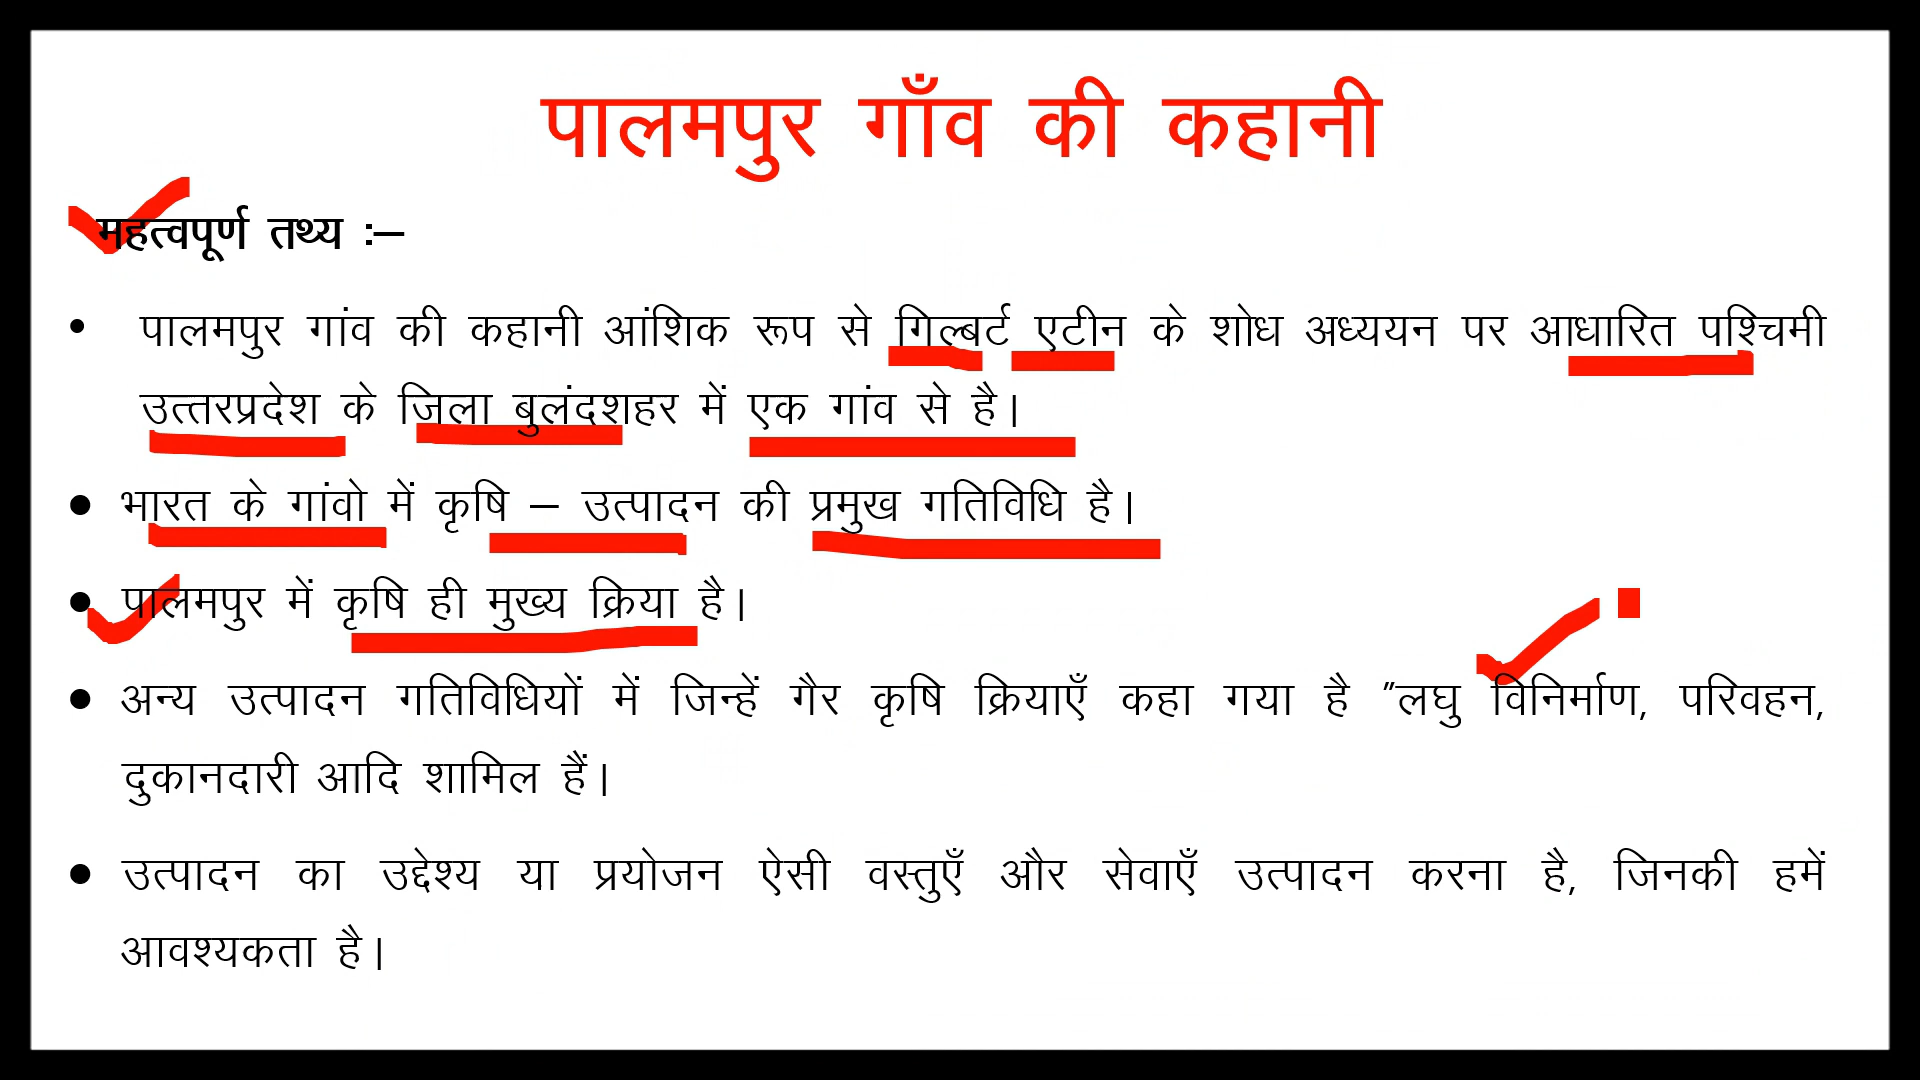 पालमपुर गाँव की कहानी
महत्वपूर्ण तथ्य :–
• पालमपुर गांव की कहानी आंशिक रूप से गिल्बर्ट एटीन के शोध अध्ययन पर आधारित पश्चिमी
उत्तरप्रदेश के जिला बुलंदशहर में एक गांव से है।
• भारत के गांवो में कृषि – उत्पादन की प्रमुख गतिविधि है।
• पालमपुर में कृषि ही मुख्य क्रिया है।
• अन्य उत्पादन गतिविधियों में जिन्हें गैर कृषि क्रियाएँ कहा गया है "लघु विनिर्माण, परिवहन,
दुकानदारी आदि शामिल हैं।
• उत्पादन का उद्देश्य या प्रयोजन ऐसी वस्तुएँ और सेवाएँ उत्पादन करना है, जिनकी हमें
आवश्यकता है।